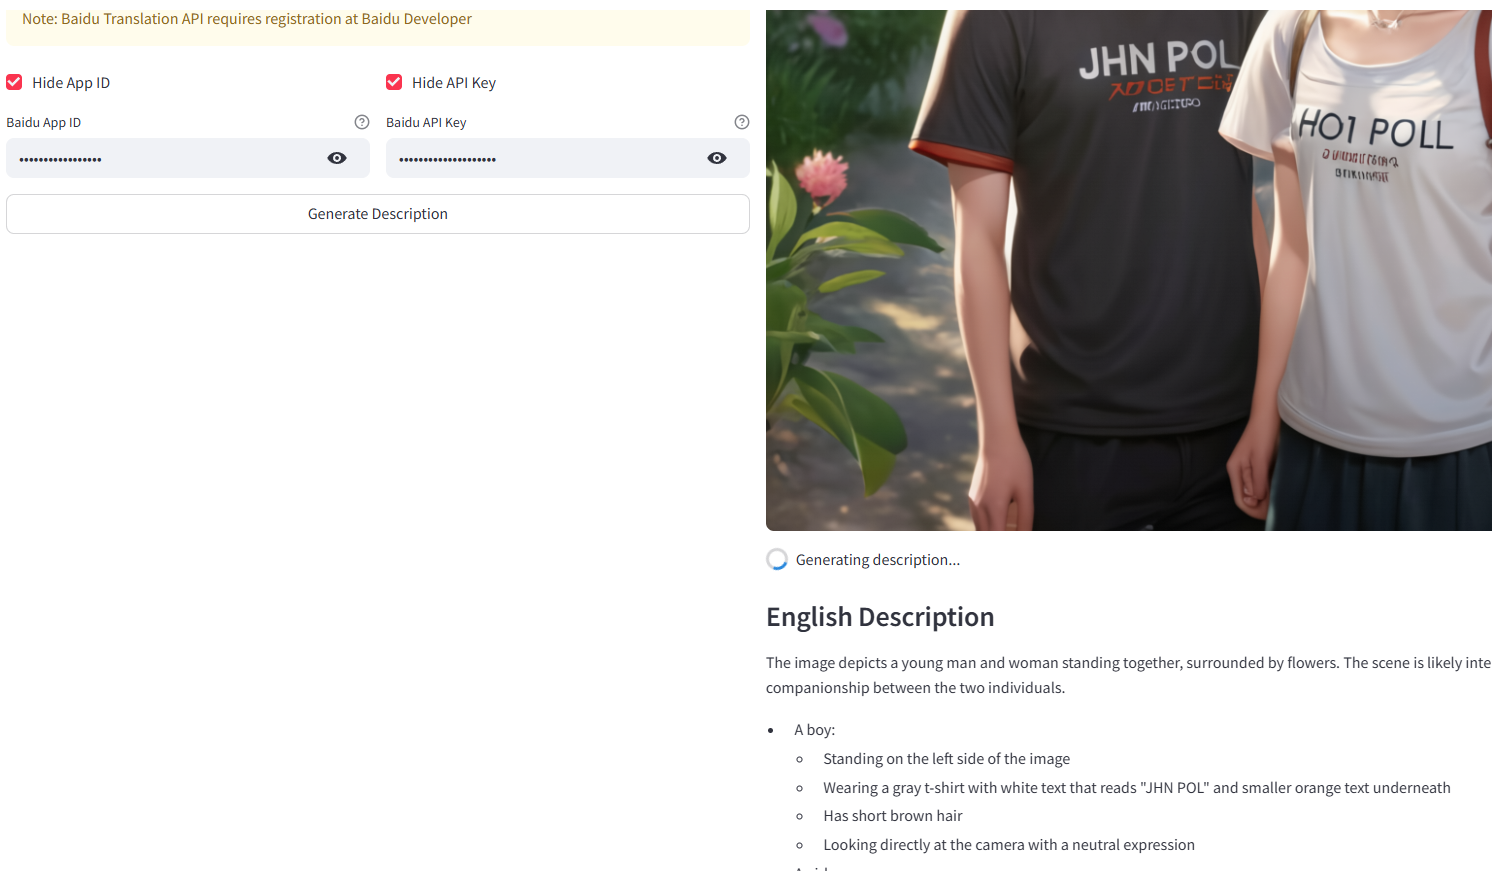 Note: Baidu Translation API requires registration at Baidu Developer
Hide App ID
Hide API Key
Baidu App ID
Baidu API Key
Generate Description
JHN POL
HO1 POLL
Generating description...
English Description
The image depicts a young man and woman standing together, surrounded by flowers. The scene is likely inte
companionship between the two individuals.
A boy:
Standing on the left side of the image
Wearing a gray t-shirt with white text that reads "JHN POL" and smaller orange text underneath
Has short brown hair
Looking directly at the camera with a neutral expression